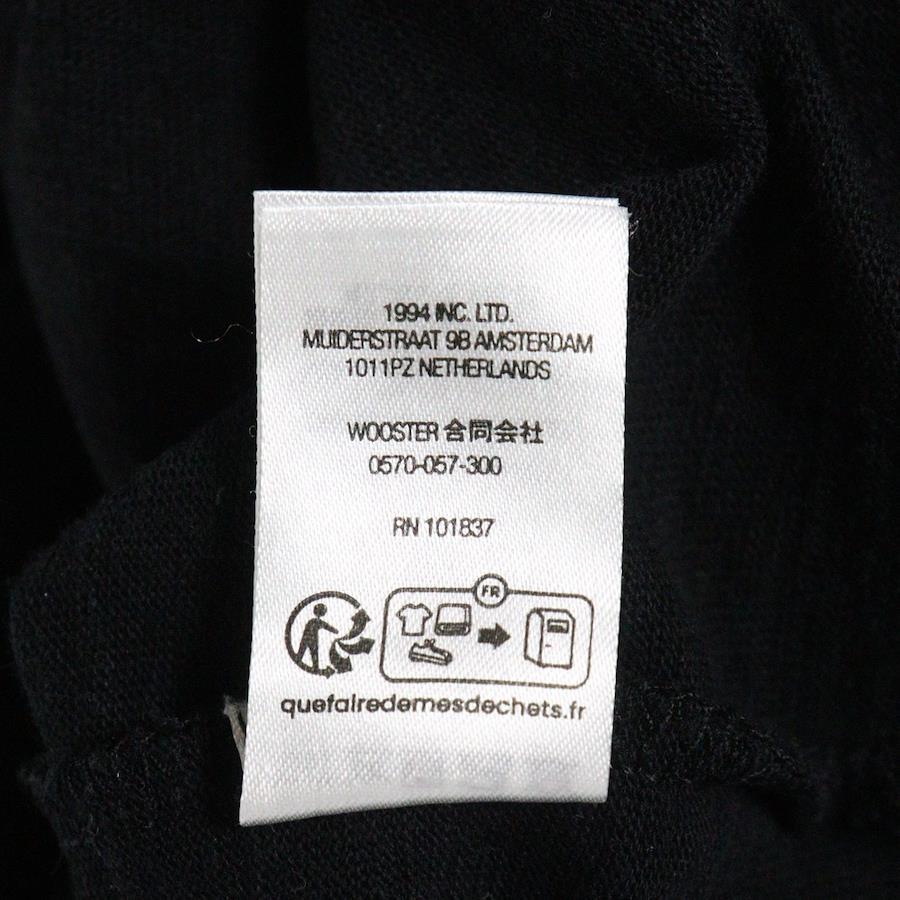 1994 INC. LTD.
MUIDERSTRAAT 9B AMSTERDAM
1011PZ NETHERLANDS
WOOSTER 合同会社
0570-057-300
RN 101837
FR
quefairedemesdechets.fr